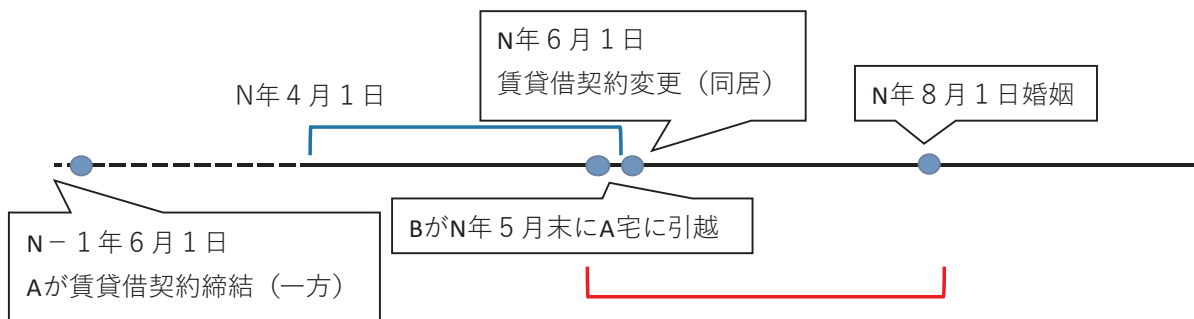 N年６月１日
賃貸借契約変更（同居）
N年４月１日
N年８月１日婚姻
N－１年６月１日
Aが賃貸借契約締結（一方）
BがN年５月末にA宅に引越